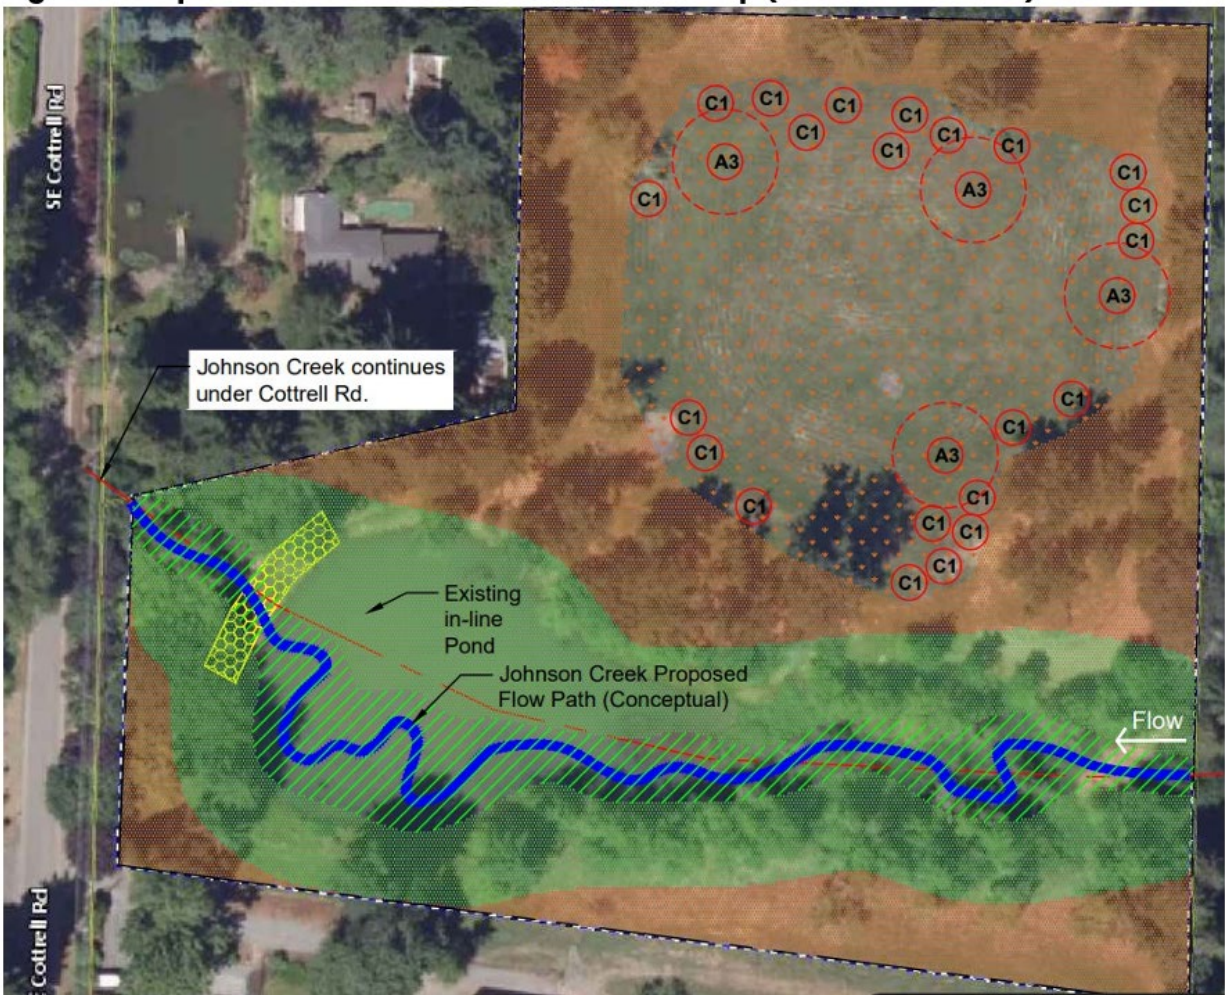 SE Cottrell Rd
C1
C1
C1
C1
C1
C1
C1
C1
A3
C1
A3
C1
C1
C1
A3
Johnson Creek continues
under Cottrell Rd.
C1
C1
C1
C1
A3
C1
C1
C1
C1
C1
C1
Existing
in-line
Pond
Johnson Creek Proposed
Flow Path (Conceptual)
Flow
Cottrell Rd